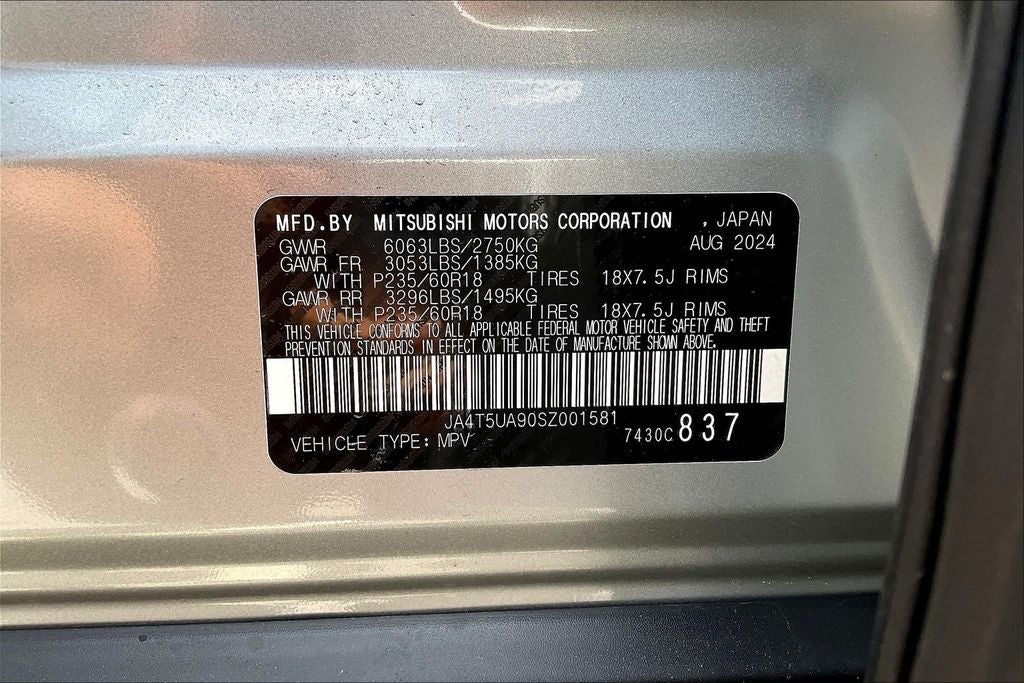 MFD.BY MITSUBISHI MOTORS CORPORATION , JAPAN
GVWR 6063LBS/2750KG AUG 2024
GAWR FR 3053LBS/1385KG
WITH P235/60R18 TIRES 18X7.5J RIMS
GAWR RR 3296LBS/1495KG
WITH P235/60R18 TIRES 18X7.5J RIMS
THIS VEHICLE CONFORMS TO ALL APPLICABLE FEDERAL MOTOR VEHICLE SAFETY AND THEFT
PREVENTION STANDARDS IN EFFECT ON THE DATE OF MANUFACTURE SHOWN ABOVE.
JA4T5UA90SZ001581
VEHICLE TYPE: MPV 7430C 837